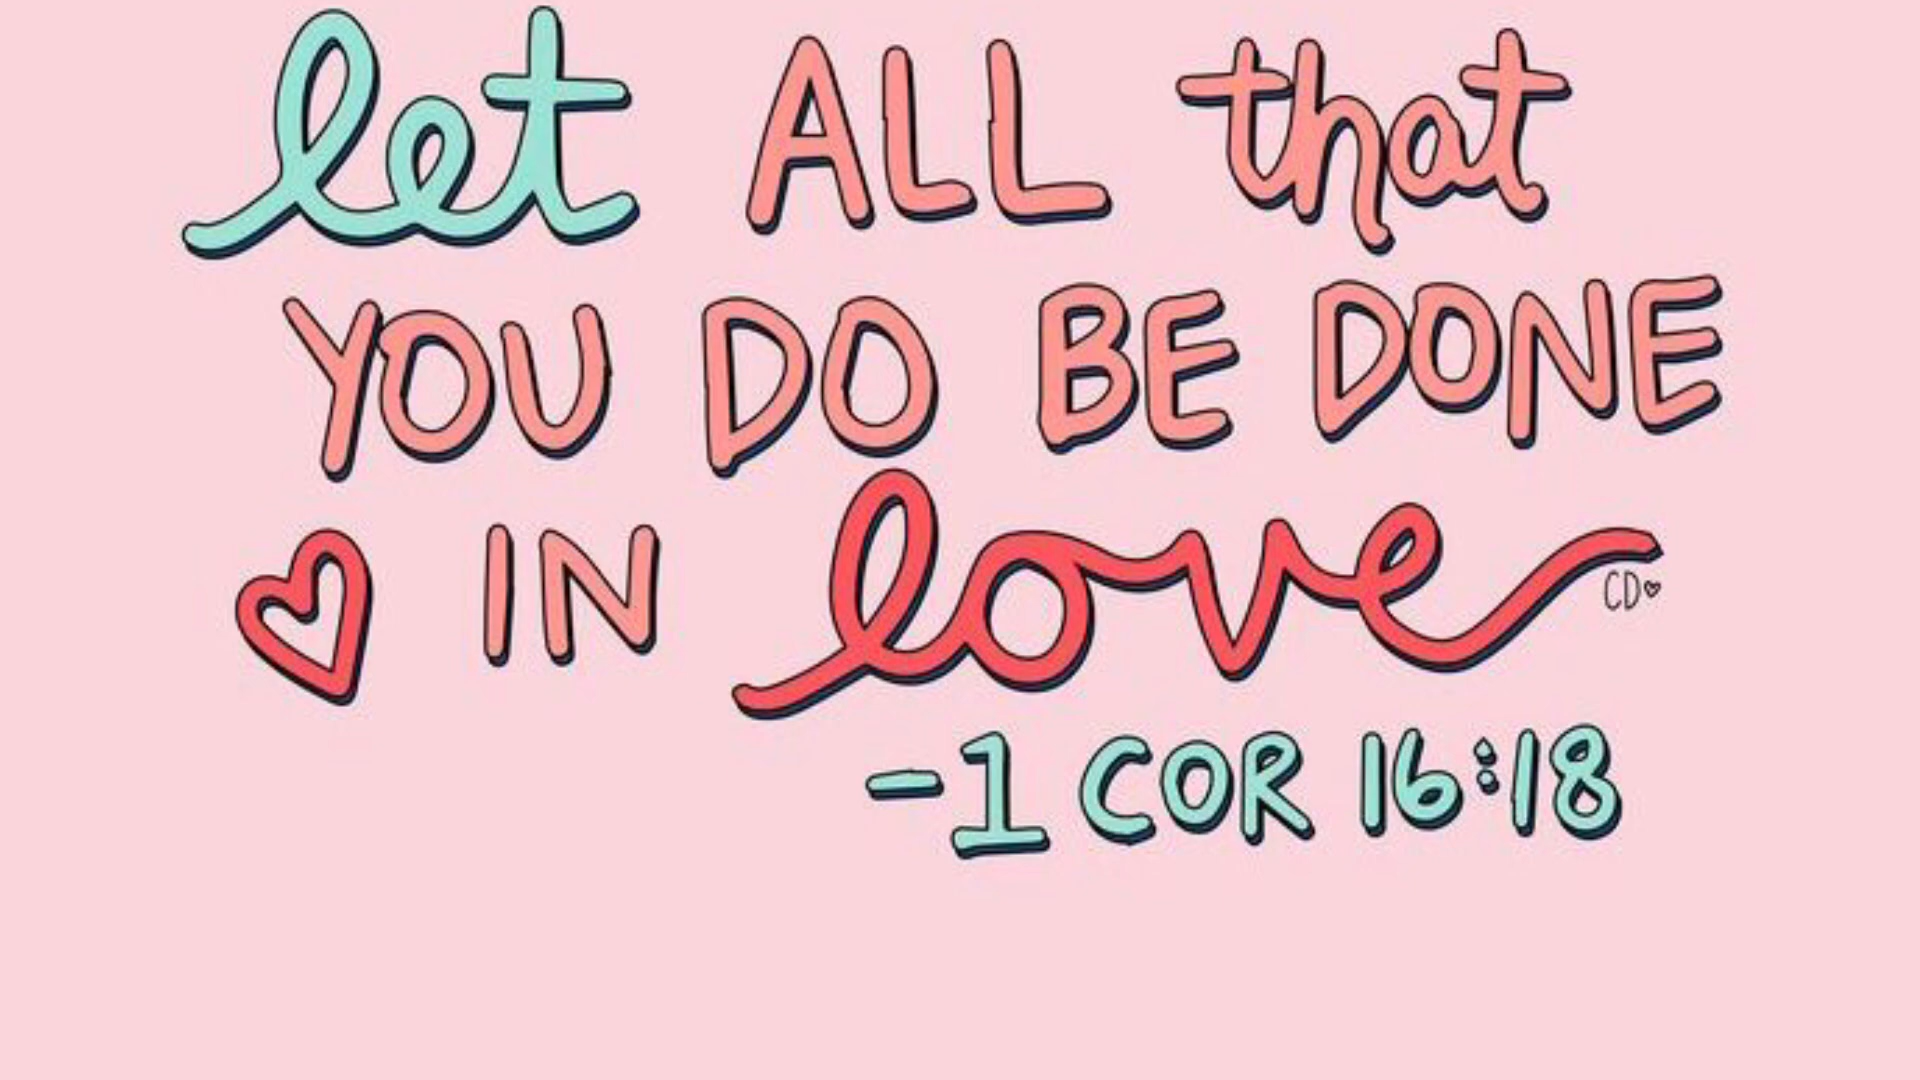 let ALL that
YOU DO BE DONE
IN love
CD
-1 COR 16:18